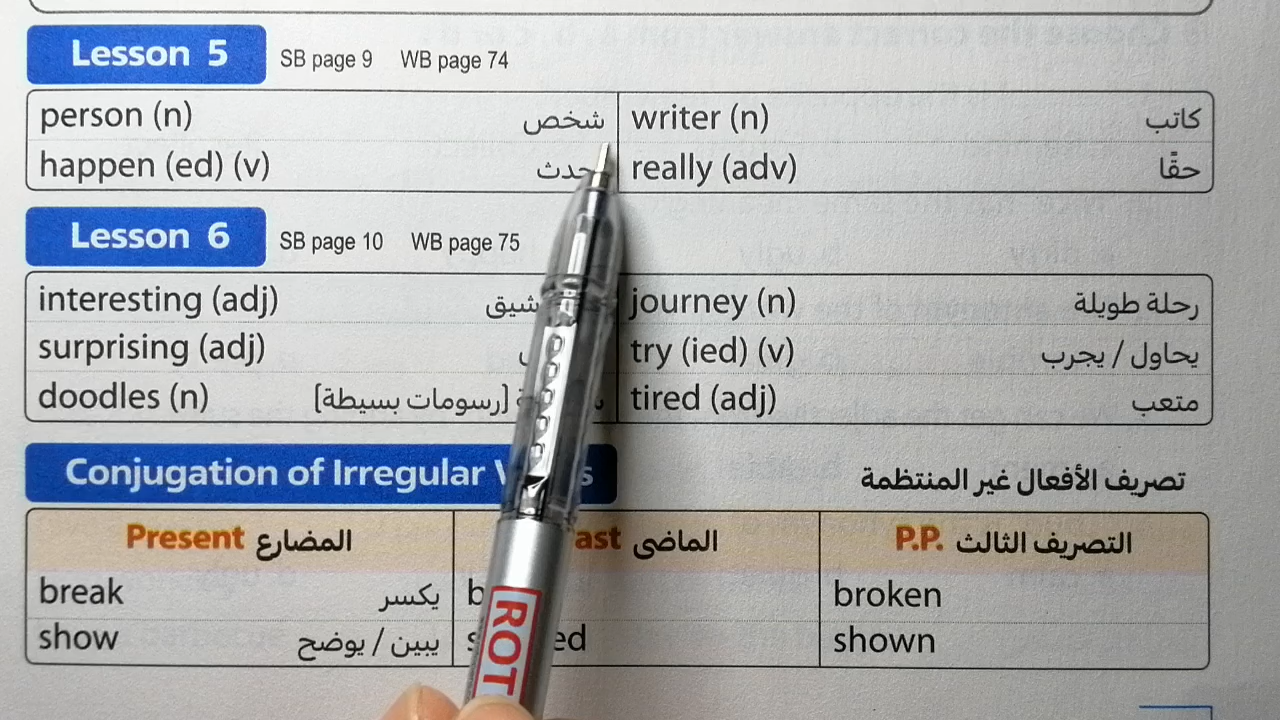 Lesson 5 SB page 9 WB page 74
person (n) شخص writer (n) كاتب
happen (ed) (v) really (adv) حقًا
Lesson 6 SB page 10 WB page 75
interesting (adj) journey (n) رحلة طويلة
surprising (adj) try (ied) (v) يحاول / يجرب
doodles (n) [رسومات بسيطة] tired (adj) متعب
Conjugation of Irregular تصريف الأفعال غير المنتظمة
Present المضارع الماضى P.P. التصريف الثالث
break يكسر broken
show يبين / يوضح shown
ROT